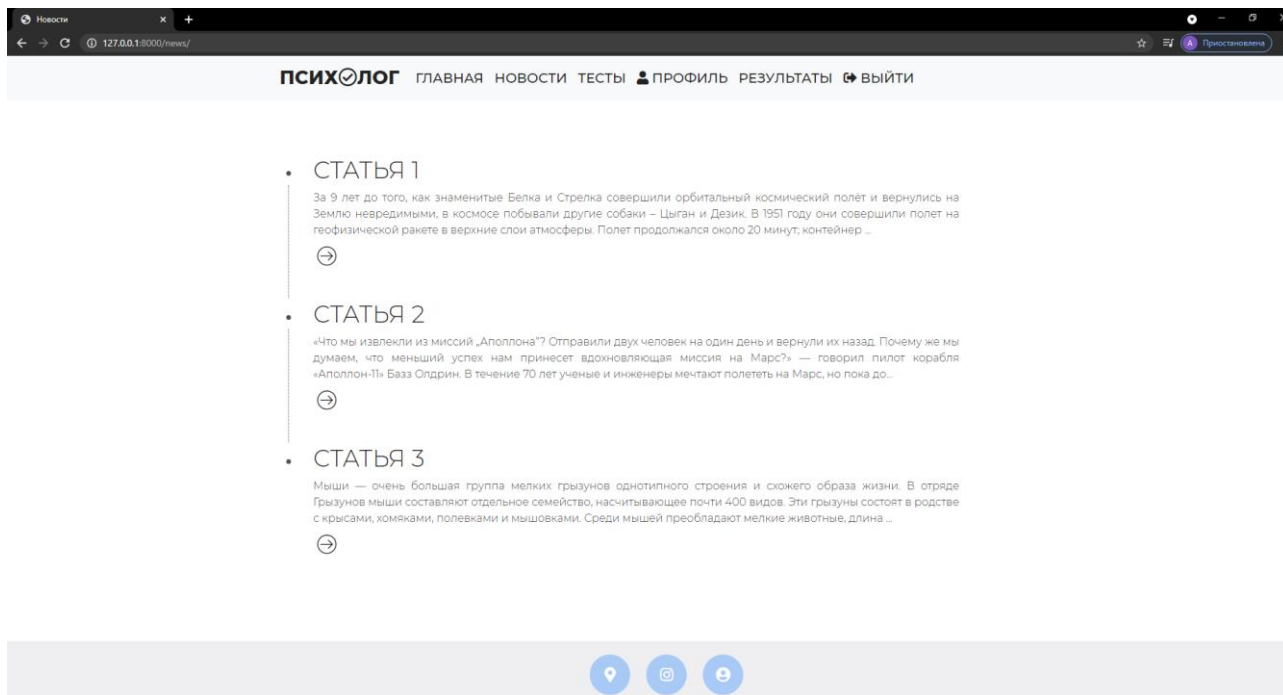 Новости
127.0.0.1:8000/news/
А Приостановлена
ПСИХОЛОГ ГЛАВНАЯ НОВОСТИ ТЕСТЫ ПРОФИЛЬ РЕЗУЛЬТАТЫ ВЫЙТИ
СТАТЬЯ 1
За 9 лет до того, как знаменитые Белка и Стрелка совершили орбитальный космический полёт и вернулись на
Землю невредимыми, в космосе побывали другие собаки – Цыган и Дезик. В 1951 году они совершили полет на
геофизической ракете в верхние слои атмосферы. Полет продолжался около 20 минут; контейнер ...
СТАТЬЯ 2
«Что мы извлекли из миссий „Аполлона"? Отправили двух человек на один день и вернули их назад. Почему же мы
думаем, что меньший успех нам принесет вдохновляющая миссия на Марс?» — говорил пилот корабля
«Аполлон-11» Базз Олдрин. В течение 70 лет ученые и инженеры мечтают полететь на Марс, но пока до...
СТАТЬЯ 3
Мыши — очень большая группа мелких грызунов однотипного строения и схожего образа жизни. В отряде
Грызунов мыши составляют отдельное семейство, насчитывающее почти 400 видов. Эти грызуны состоят в родстве
с крысами, хомяками, полевками и мышовками. Среди мышей преобладают мелкие животные, длина ...